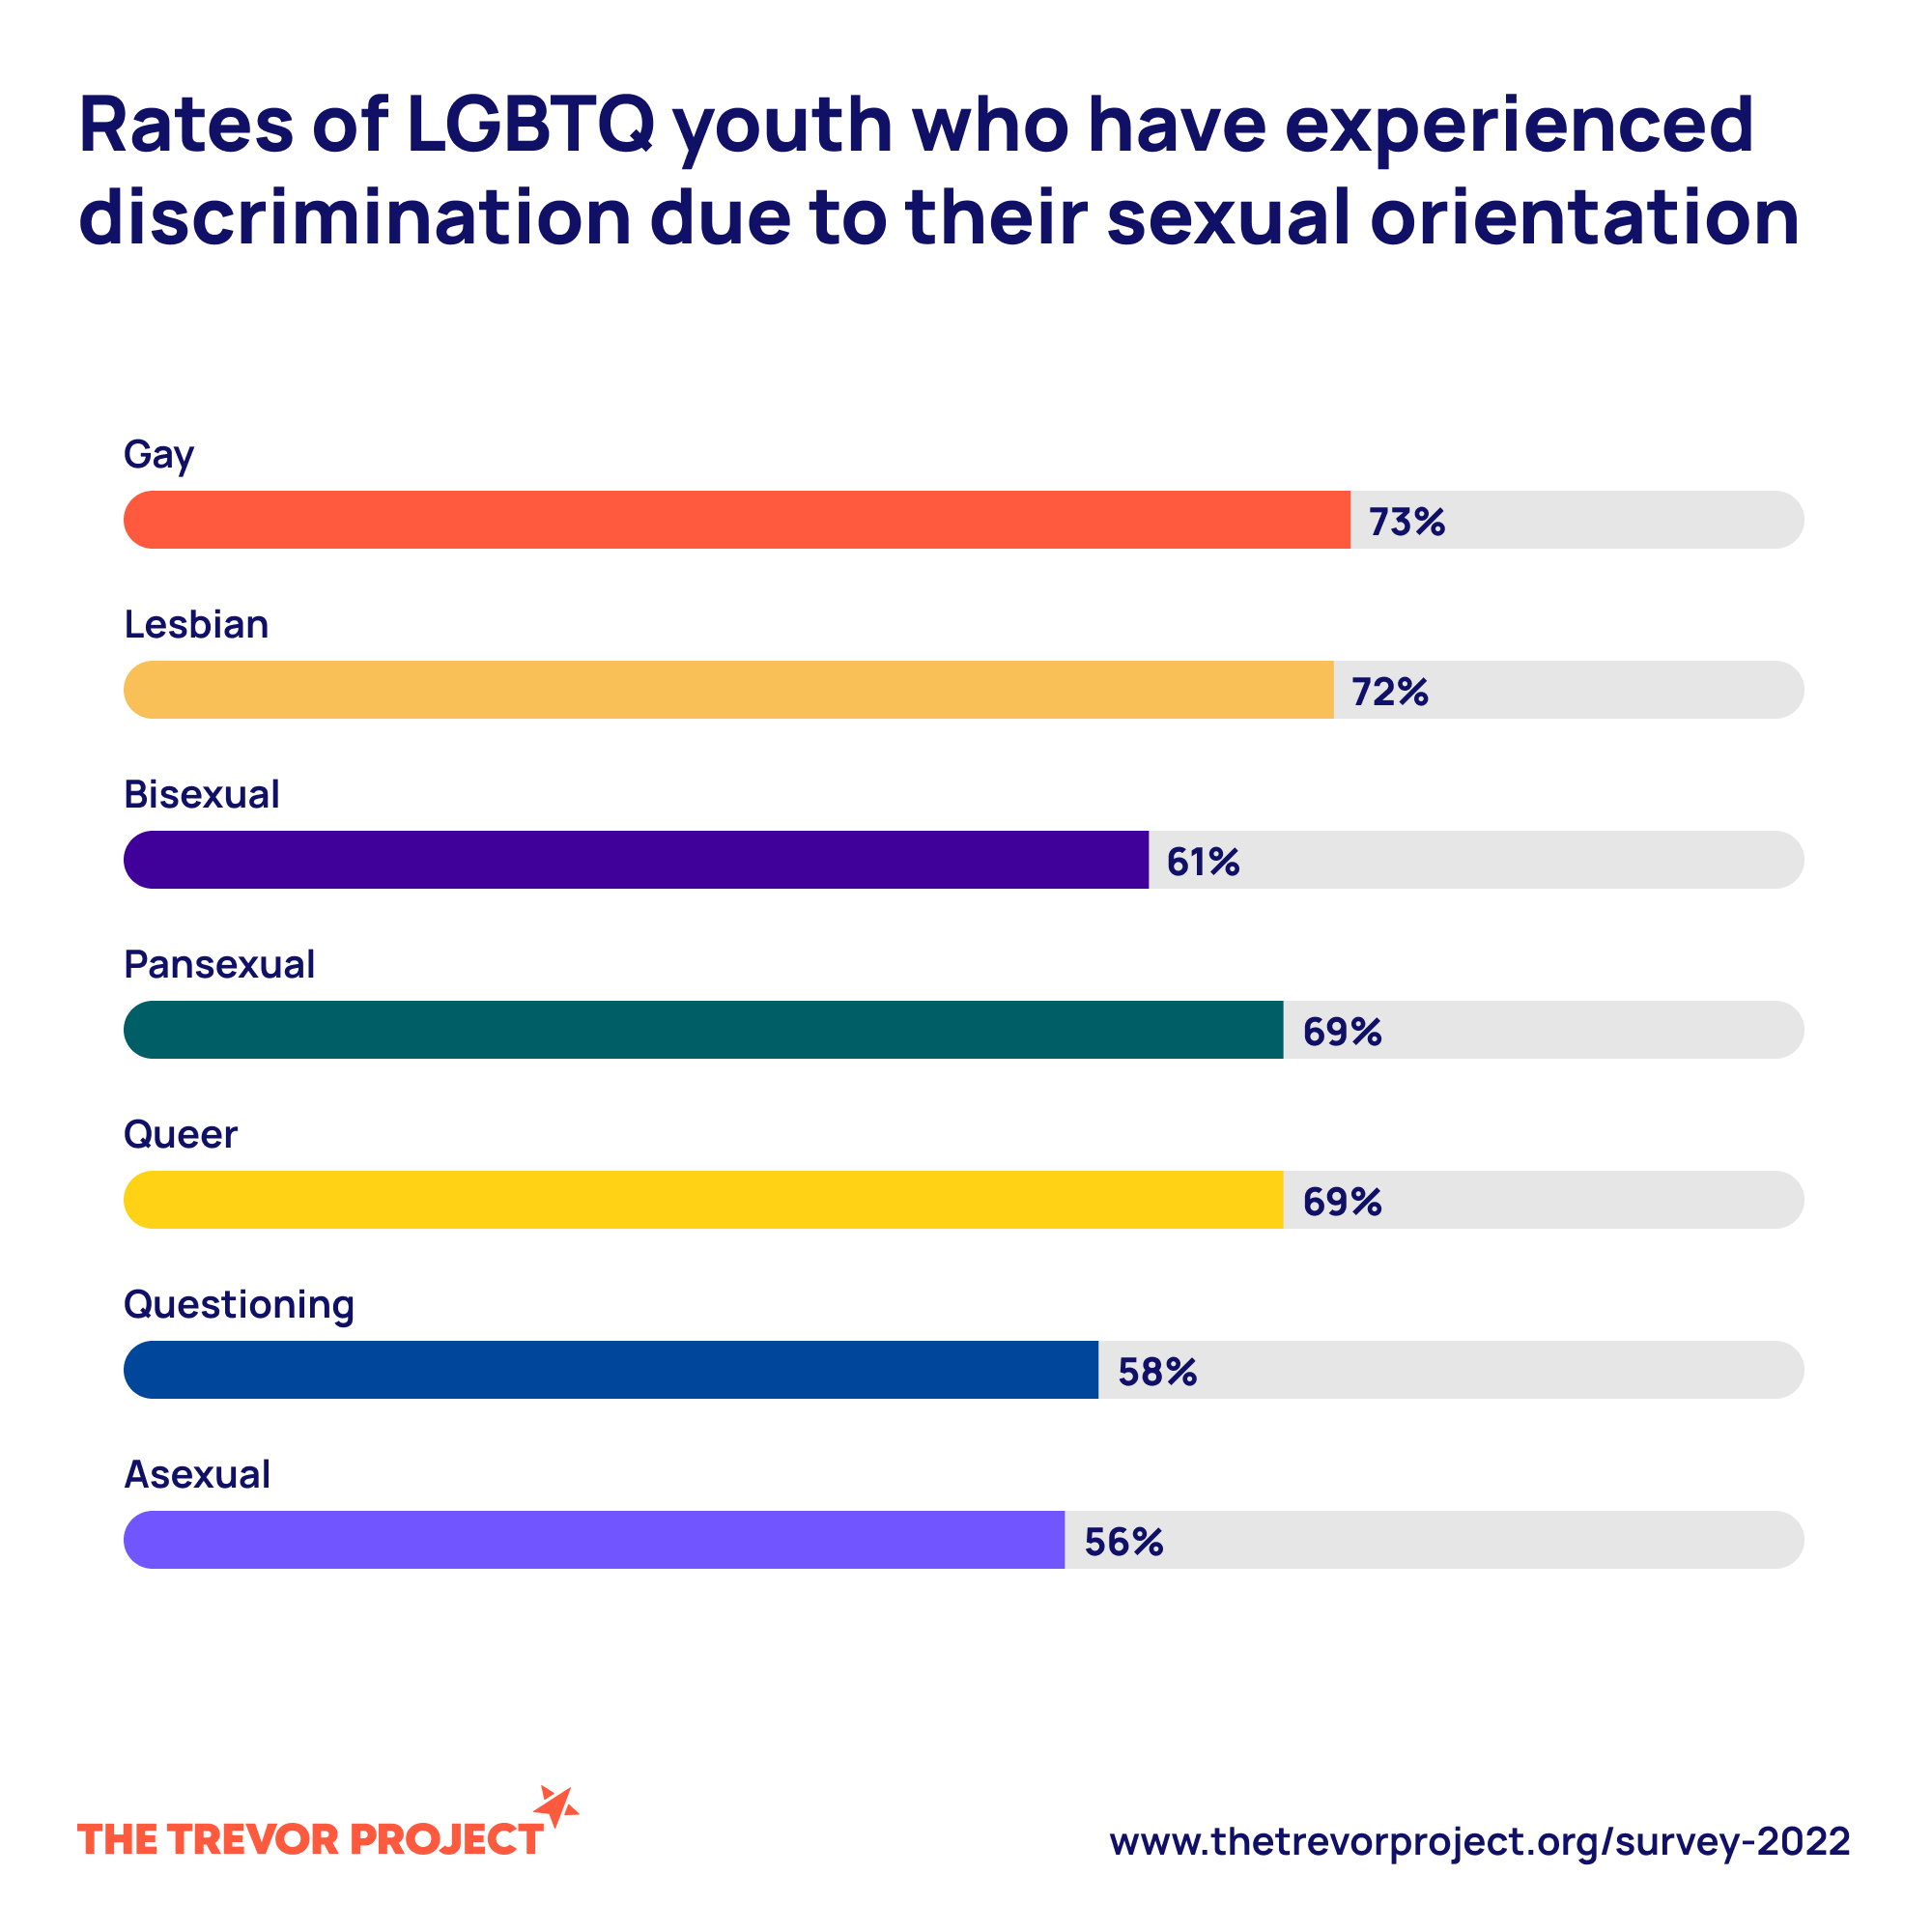 Rates of LGBTQ youth who have experienced
discrimination due to their sexual orientation
Gay
73%
Lesbian
72%
Bisexual
61%
Pansexual
69%
Queer
69%
Questioning
58%
Asexual
56%
THE TREVOR PROJECT
www.thetrevorproject.org/survey-2022